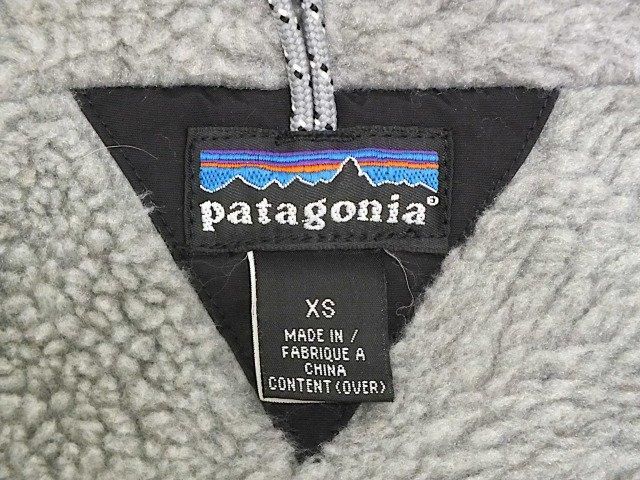 patagonia®
XS
MADE IN /
FABRIQUE A
CHINA
CONTENT (OVER)